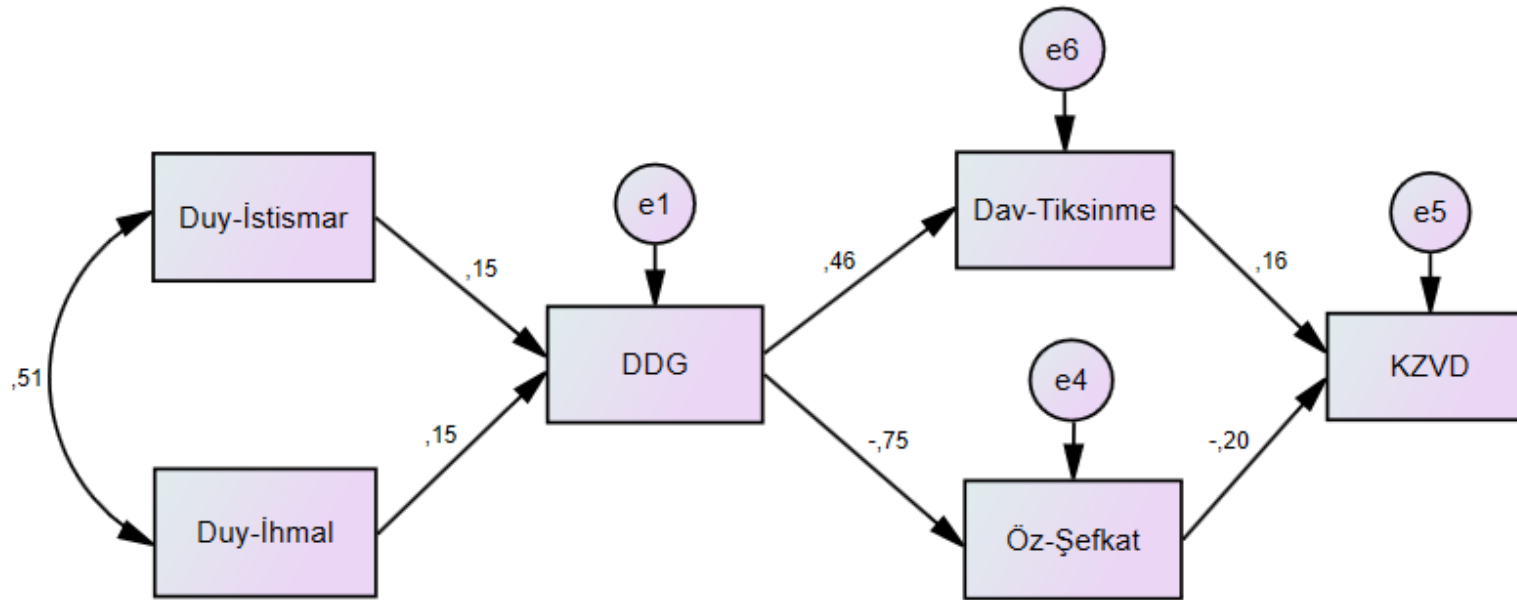 e6
Duy-İstismar
e1
Dav-Tiksinme
e5
,15
,46
,16
,51
DDG
e4
KZVD
,15
-,75
-,20
Duy-İhmal
Öz-Şefkat